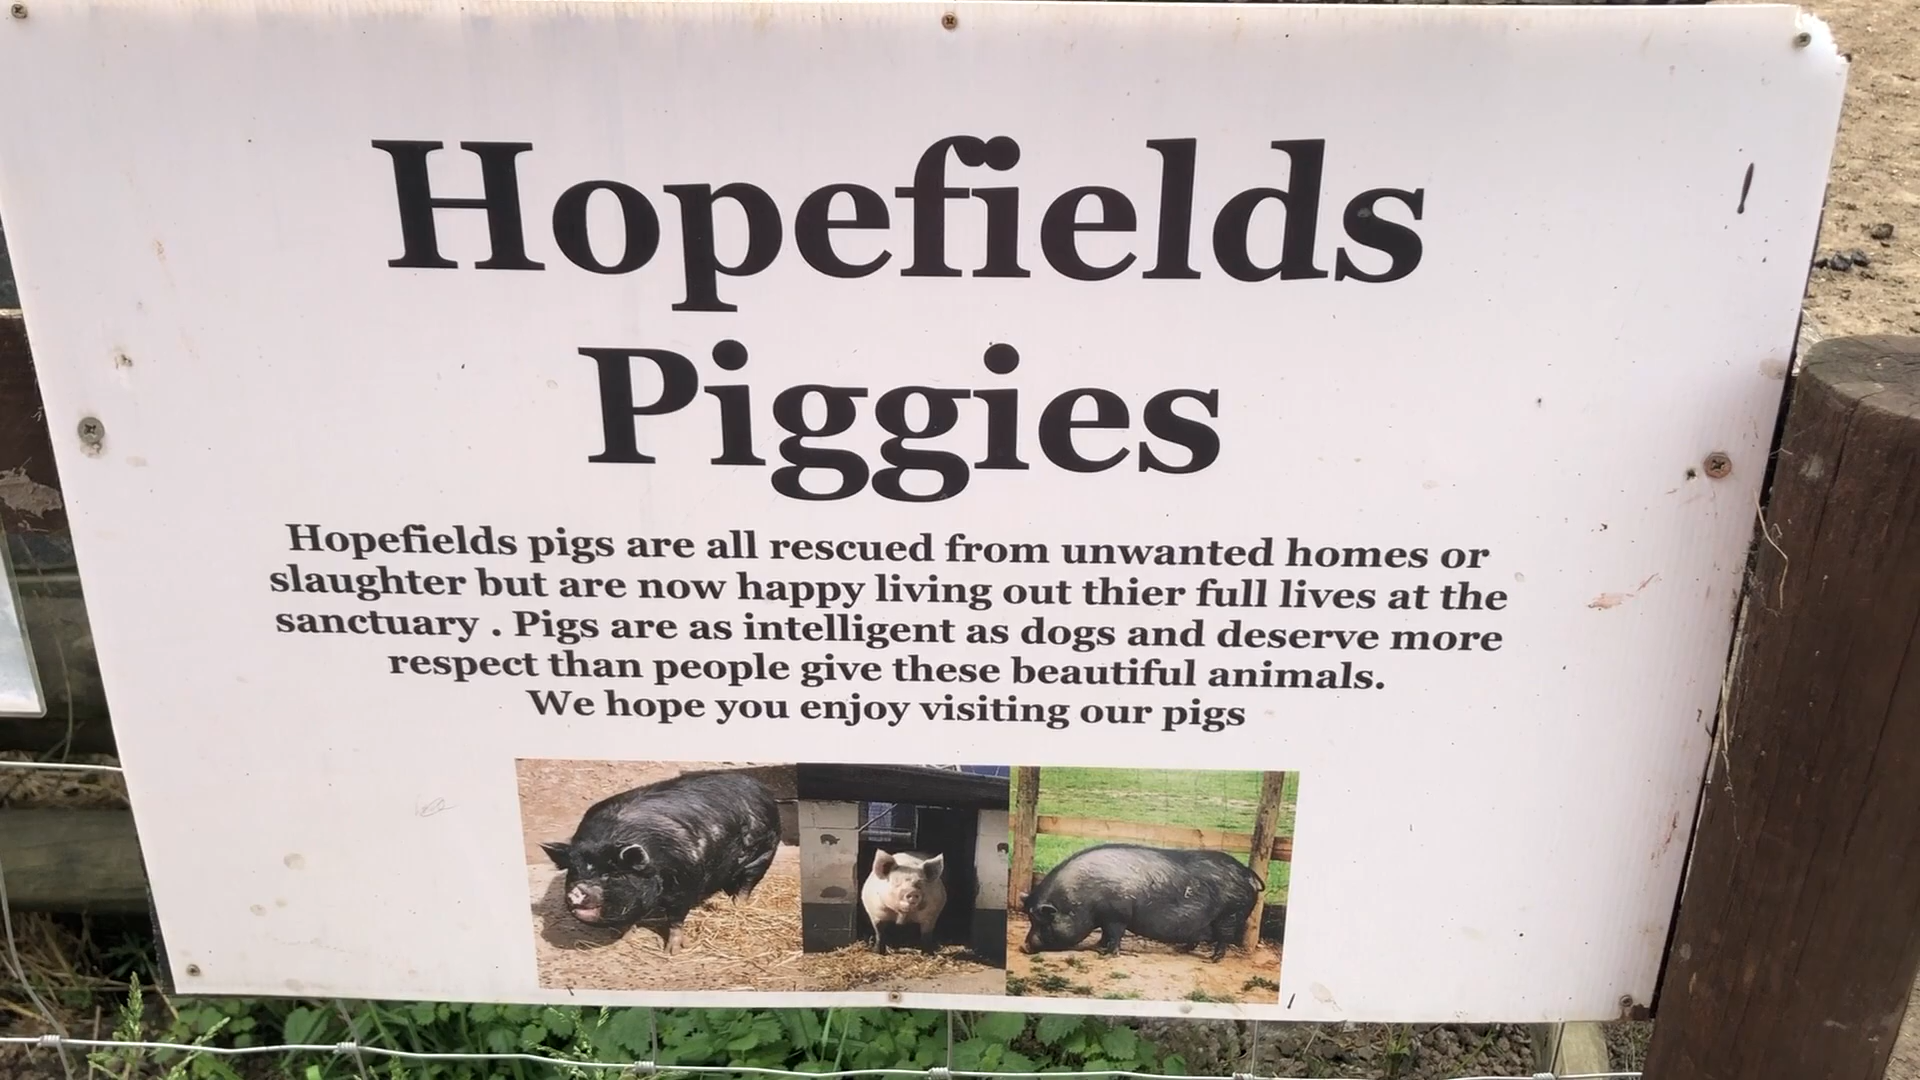 Hopefields
Piggies
Hopefields pigs are all rescued from unwanted homes or
slaughter but are now happy living out thier full lives at the
sanctuary . Pigs are as intelligent as dogs and deserve more
respect than people give these beautiful animals.
We hope you enjoy visiting our pigs